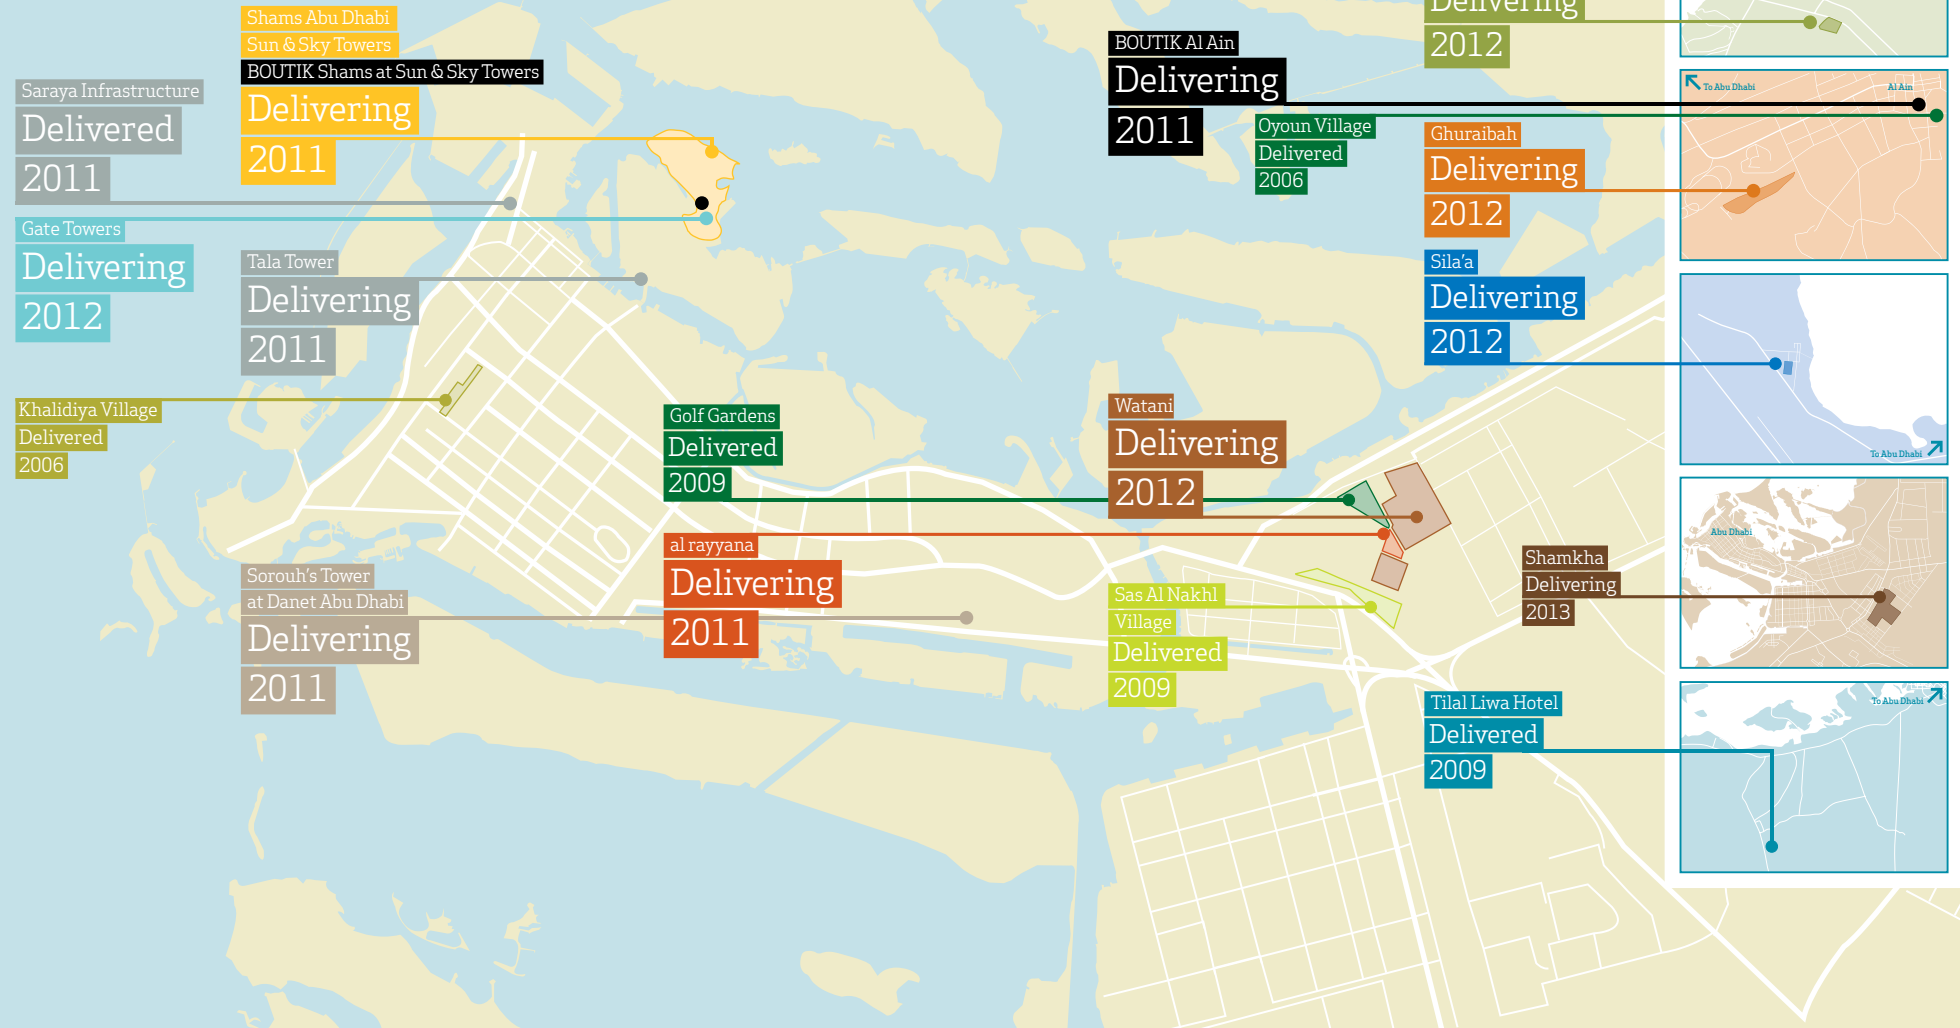 Shams Abu Dhabi
Sun & Sky Towers
BOUTIK Shams at Sun & Sky Towers
Delivering
2011
Saraya Infrastructure
Delivered
2011
Gate Towers
Delivering
2012
Tala Tower
Delivering
2011
Khalidiya Village
Delivered
2006
Golf Gardens
Delivered
2009
al rayyana
Delivering
2011
Sorouh's Tower
at Danet Abu Dhabi
Delivering
2011
BOUTIK Al Ain
Delivering
2011
Oyoun Village
Delivered
2006
Delivering
2012
Ghuraibah
Delivering
2012
Sila'a
Delivering
2012
Watani
Delivering
2012
Sas Al Nakhl
Village
Delivered
2009
Shamkha
Delivering
2013
Tilal Liwa Hotel
Delivered
2009
To Abu Dhabi
Al Ain
To Abu Dhabi
Abu Dhabi
To Abu Dhabi